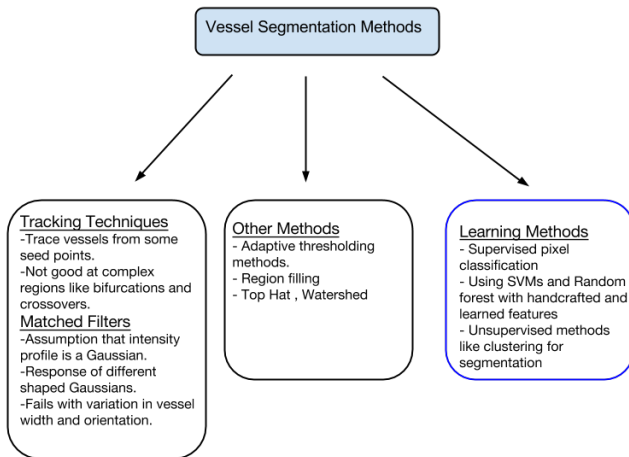 Vessel Segmentation Methods
Tracking Techniques
-Trace vessels from some
seed points.
-Not good at complex
regions like bifurcations and
crossovers.
Matched Filters
-Assumption that intensity
profile is a Gaussian.
-Response of different
shaped Gaussians.
-Fails with variation in vessel
width and orientation.
Other Methods
- Adaptive thresholding
methods.
- Region filling
- Top Hat , Watershed
Learning Methods
- Supervised pixel
classification
- Using SVMs and Random
forest with handcrafted and
learned features
- Unsupervised methods
like clustering for
segmentation